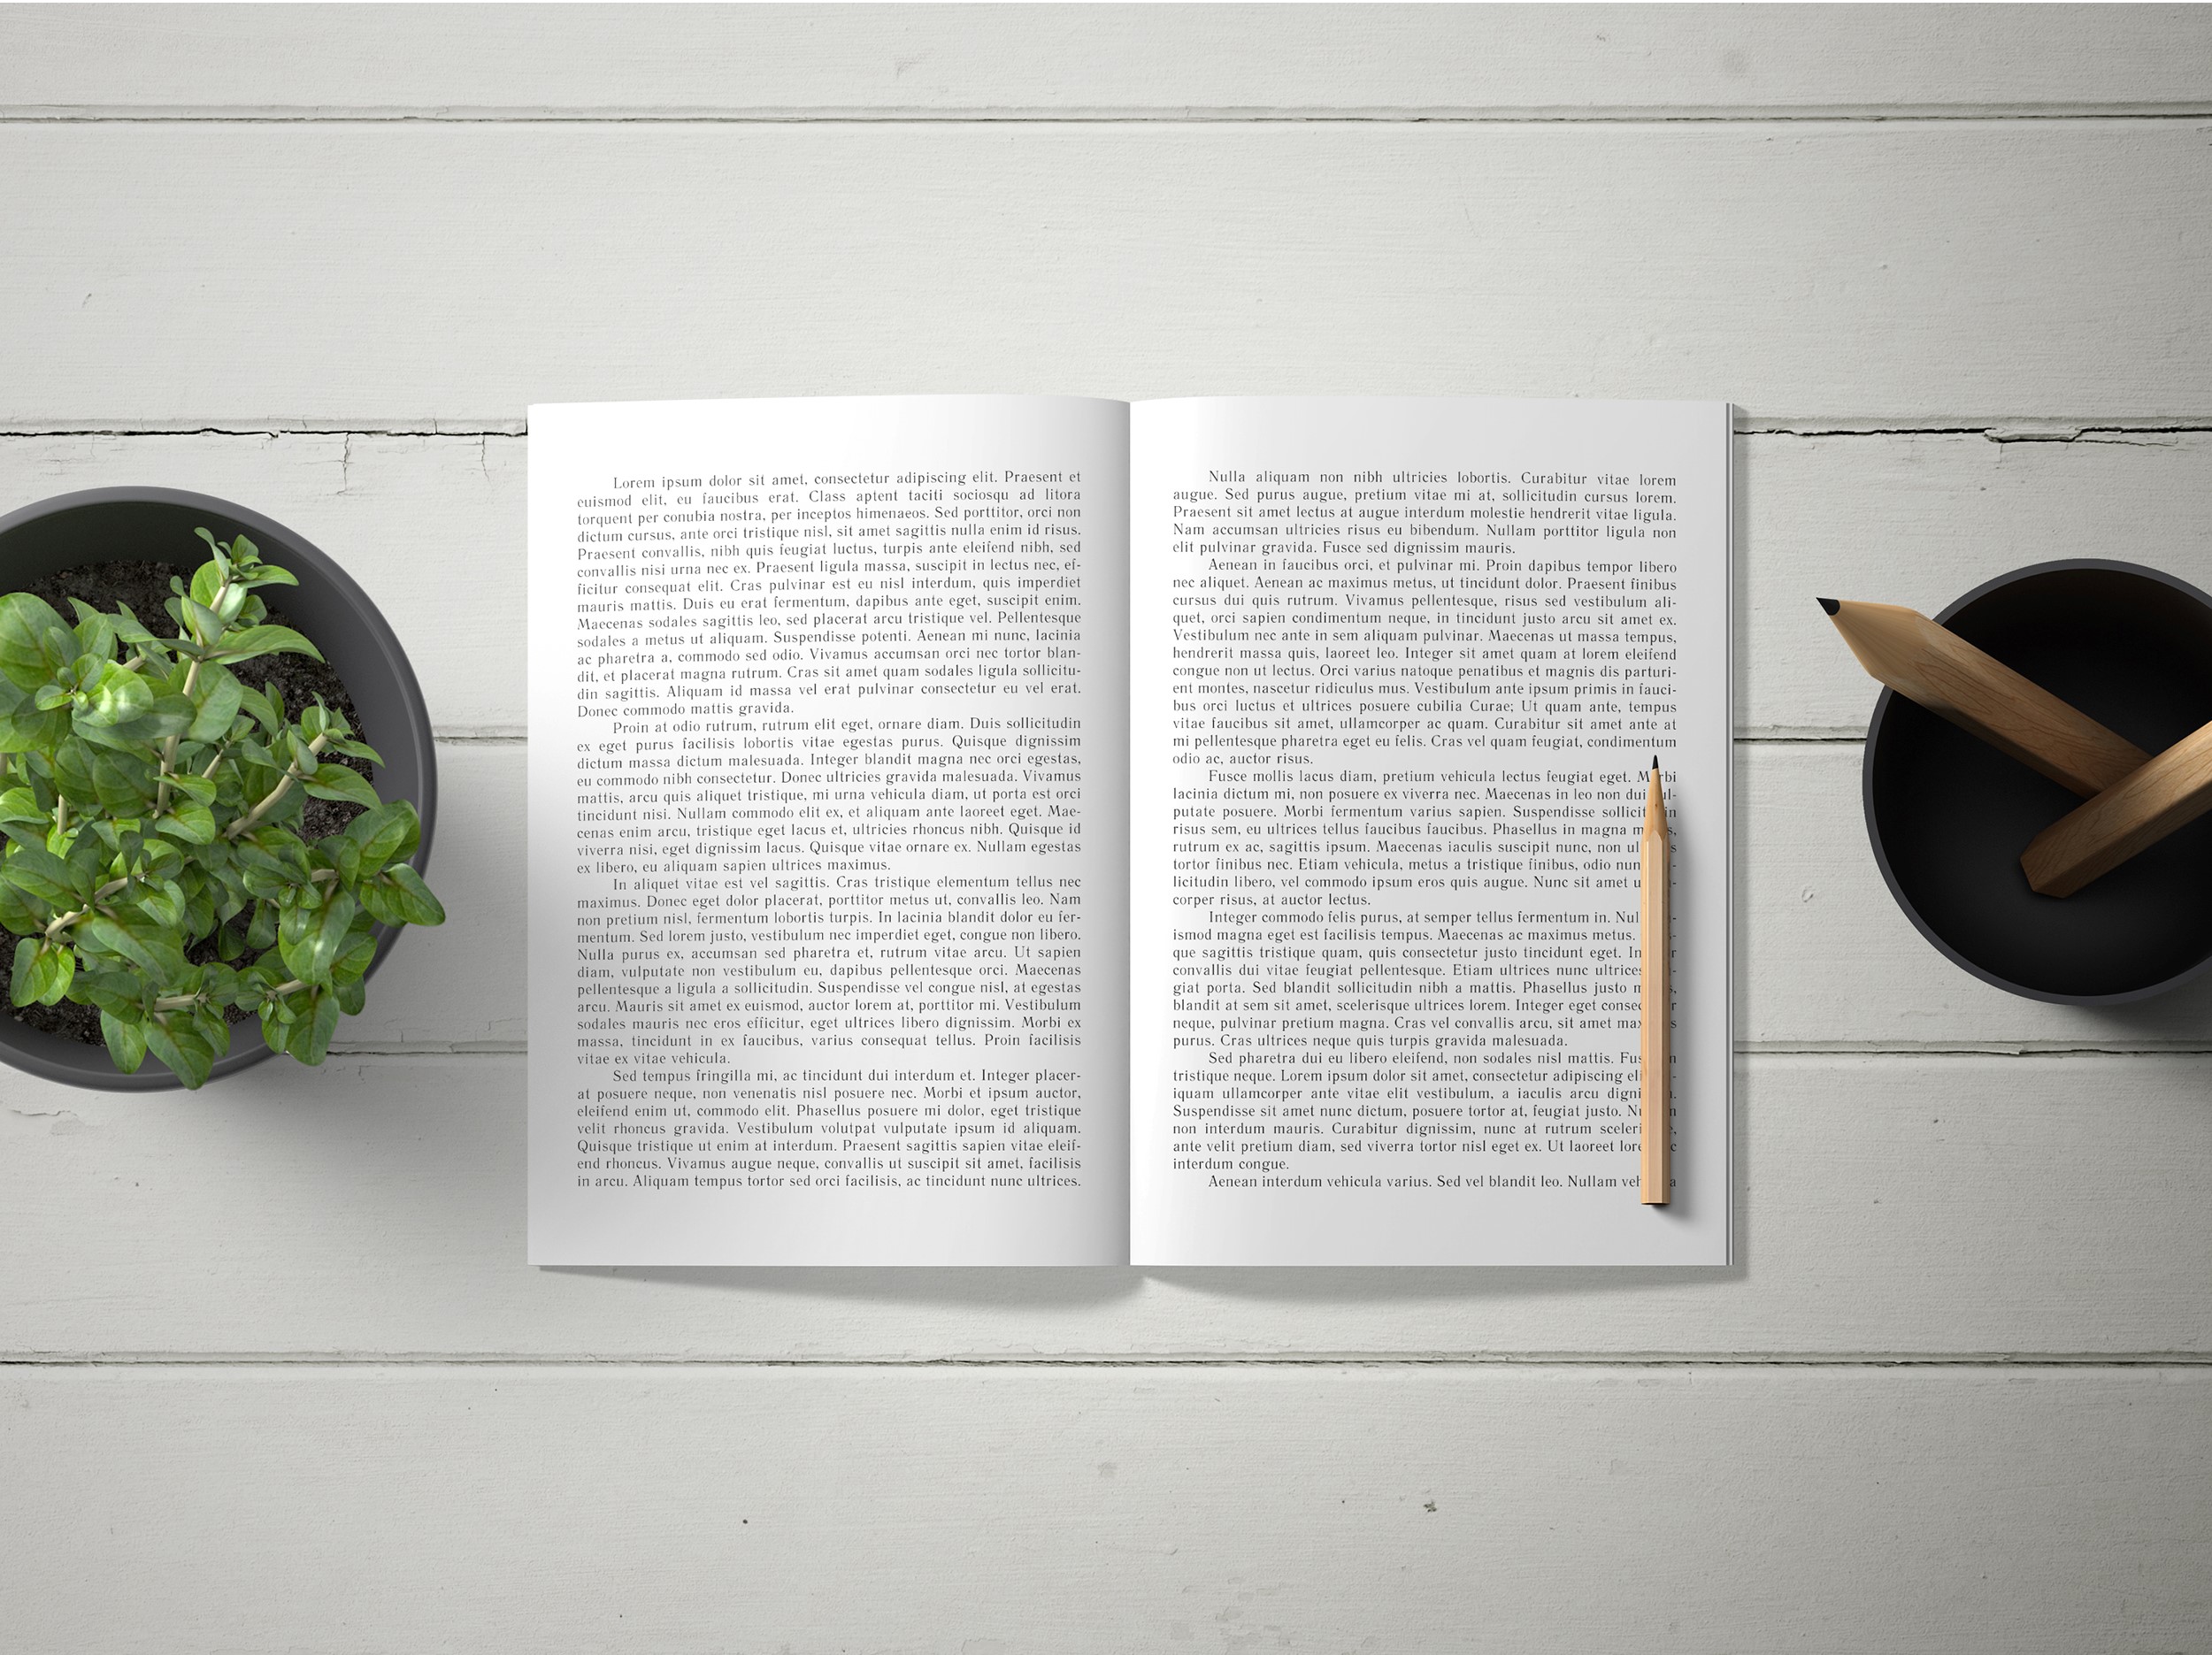 Lorem ipsum dolor sit amet, consectetur adipiscing elit. Praesent et
euismod elit, eu faucibus erat. Class aptent taciti sociosqu ad litora
torquent per conubia nostra, per inceptos himenaeos. Sed porttitor, orci non
dictum cursus, ante orci tristique nisl, sit amet sagittis nulla enim id risus.
Praesent convallis, nibh quis feugiat luctus, turpis ante eleifend nibh, sed
convallis nisi urna nec ex. Praesent ligula massa, suscipit in lectus nec, ef-
ficitur consequat elit. Cras pulvinar est eu nisl interdum, quis imperdiet
mauris mattis. Duis eu erat fermentum, dapibus ante eget, suscipit enim.
Maecenas sodales sagittis leo, sed placerat arcu tristique vel. Pellentesque
sodales a metus ut aliquam. Suspendisse potenti. Aenean mi nunc, lacinia
ac pharetra a, commodo sed odio. Vivamus accumsan orci nec tortor blan-
dit, et placerat magna rutrum. Cras sit amet quam sodales ligula sollicitu-
din sagittis. Aliquam id massa vel erat pulvinar consectetur eu vel erat.
Donec commodo mattis gravida.
Proin at odio rutrum, rutrum elit eget, ornare diam. Duis sollicitudin
ex eget purus facilisis lobortis vitae egestas purus. Quisque dignissim
dictum massa dictum malesuada. Integer blandit magna nec orci egestas,
eu commodo nibh consectetur. Donec ultricies gravida malesuada. Vivamus
mattis, arcu quis aliquet tristique, mi urna vehicula diam, ut porta est orci
tincidunt nisi. Nullam commodo elit ex, et aliquam ante laoreet eget. Mae-
cenas enim arcu, tristique eget lacus et, ultricies rhoncus nibh. Quisque id
viverra nisi, eget dignissim lacus. Quisque vitae ornare ex. Nullam egestas
ex libero, eu aliquam sapien ultrices maximus.
In aliquet vitae est vel sagittis. Cras tristique elementum tellus nec
maximus. Donec eget dolor placerat, porttitor metus ut, convallis leo. Nam
non pretium nisl, fermentum lobortis turpis. In lacinia blandit dolor eu fer-
mentum. Sed lorem justo, vestibulum nec imperdiet eget, congue non libero.
Nulla purus ex, accumsan sed pharetra et, rutrum vitae arcu. Ut sapien
diam, vulputate non vestibulum eu, dapibus pellentesque orci. Maecenas
pellentesque a ligula a sollicitudin. Suspendisse vel congue nisl, at egestas
arcu. Mauris sit amet ex euismod, auctor lorem at, porttitor mi. Vestibulum
sodales mauris nec eros efficitur, eget ultrices libero dignissim. Morbi ex
massa, tincidunt in ex faucibus, varius consequat tellus. Proin facilisis
vitae ex vitae vehicula.
Sed tempus fringilla mi, ac tincidunt dui interdum et. Integer placer-
at posuere neque, non venenatis nisl posuere nec. Morbi et ipsum auctor,
eleifend enim ut, commodo elit. Phasellus posuere mi dolor, eget tristique
velit rhoncus gravida. Vestibulum volutpat vulputate ipsum id aliquam.
Quisque tristique ut enim at interdum. Praesent sagittis sapien vitae eleif-
end rhoncus. Vivamus augue neque, convallis ut suscipit sit amet, facilisis
in arcu. Aliquam tempus tortor sed orci facilisis, ac tincidunt nunc ultrices.
Nulla aliquam non nibh ultricies lobortis. Curabitur vitae lorem
augue. Sed purus augue, pretium vitae mi at, sollicitudin cursus lorem.
Praesent sit amet lectus at augue interdum molestie hendrerit vitae ligula.
Nam accumsan ultricies risus eu bibendum. Nullam porttitor ligula non
elit pulvinar gravida. Fusce sed dignissim mauris.
Aenean in faucibus orci, et pulvinar mi. Proin dapibus tempor libero
nec aliquet. Aenean ac maximus metus, ut tincidunt dolor. Praesent finibus
cursus dui quis rutrum. Vivamus pellentesque, risus sed vestibulum ali-
quet, orci sapien condimentum neque, in tincidunt justo arcu sit amet ex.
Vestibulum nec ante in sem aliquam pulvinar. Maecenas ut massa tempus,
hendrerit massa quis, laoreet leo. Integer sit amet quam at lorem eleifend
congue non ut lectus. Orci varius natoque penatibus et magnis dis parturi-
ent montes, nascetur ridiculus mus. Vestibulum ante ipsum primis in fauci-
bus orci luctus et ultrices posuere cubilia Curae; Ut quam ante, tempus
vitae faucibus sit amet, ullamcorper ac quam. Curabitur sit amet ante at
mi pellentesque pharetra eget eu felis. Cras vel quam feugiat, condimentum
odio ac, auctor risus.
Fusce mollis lacus diam, pretium vehicula lectus feugiat eget.
lacinia dictum mi, non posuere ex viverra nec. Maecenas in leo non dui
putate posuere. Morbi fermentum varius sapien. Suspendisse
risus sem, eu ultrices tellus faucibus faucibus. Phasellus in magna
rutrum ex ac, sagittis ipsum. Maecenas iaculis suscipit nunc, non
tortor finibus nec. Etiam vehicula, metus a tristique finibus, odio
licitudin libero, vel commodo ipsum eros quis augue. Nunc sit amet
corper risus, at auctor lectus.
Integer commodo felis purus, at semper tellus fermentum in.
ismod magna eget est facilisis tempus. Maecenas ac maximus metus.
que sagittis tristique quam, quis consectetur justo tincidunt eget.
convallis dui vitae feugiat pellentesque. Etiam ultrices nunc ultrices
giat porta. Sed blandit sollicitudin nibh a mattis. Phasellus justo
blandit at sem sit amet, scelerisque ultrices lorem. Integer eget
neque, pulvinar pretium magna. Cras vel convallis arcu, sit amet
purus. Cras ultrices neque quis turpis gravida malesuada.
Sed pharetra dui eu libero eleifend, non sodales nisl mattis.
tristique neque. Lorem ipsum dolor sit amet, consectetur adipiscing
iquam ullamcorper ante vitae elit vestibulum, a iaculis arcu
Suspendisse sit amet nunc dictum, posuere tortor at, feugiat justo.
non interdum mauris. Curabitur dignissim, nunc at rutrum
ante velit pretium diam, sed viverra tortor nisl eget ex. Ut laoreet
interdum congue.
Aenean interdum vehicula varius. Sed vel blandit leo. Nullam